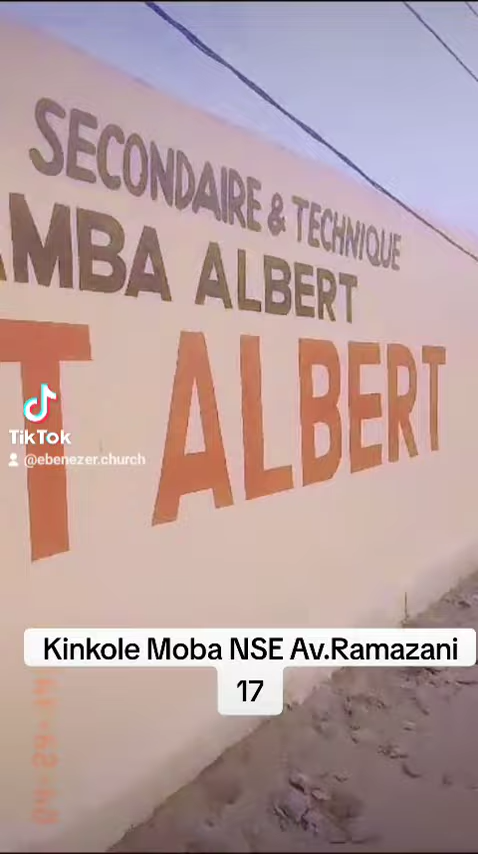 SECONDAIRE & TECHNIQUE
AMBA ALBERT
T ALBERT
TikTok
@ebenezer.church
Kinkole Moba NSE Av.Ramazani
17